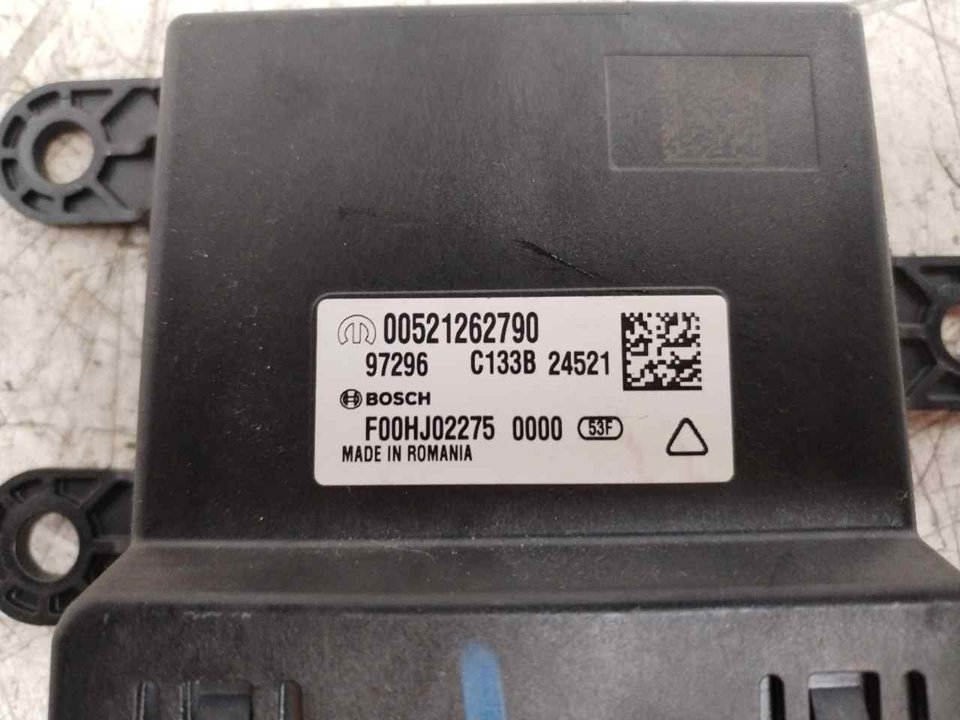 00521262790
97296 C133B 24521
BOSCH
F00HJ02275 0000 53F
MADE IN ROMANIA